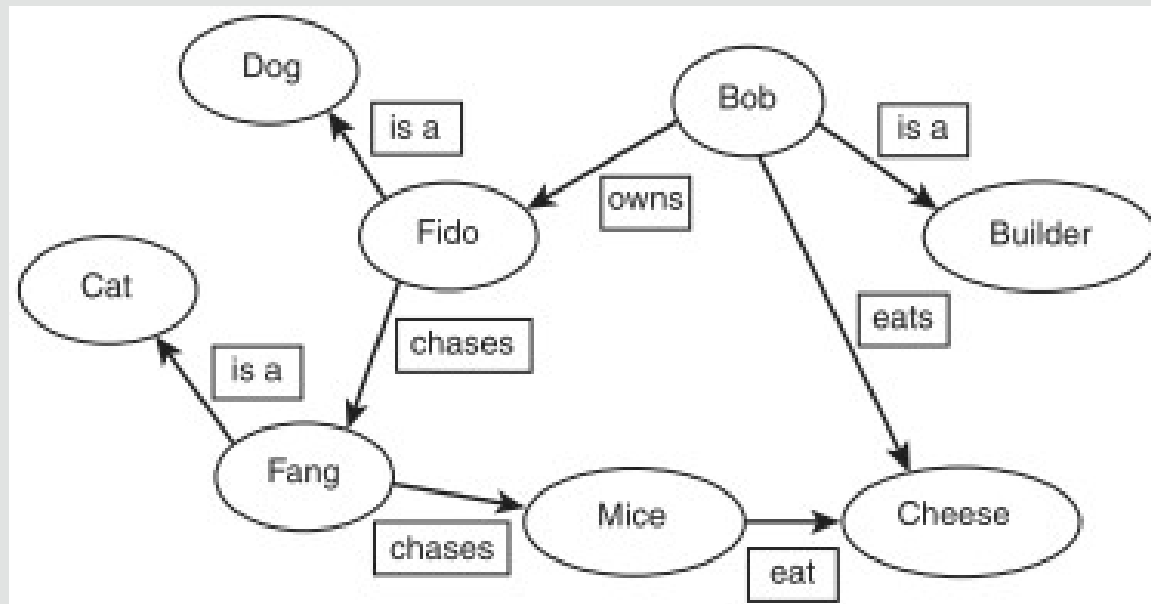 Dog
Bob
is a
is a
owns
Fido
Builder
Cat
eats
chases
is a
Fang
Mice
Cheese
chases
eat